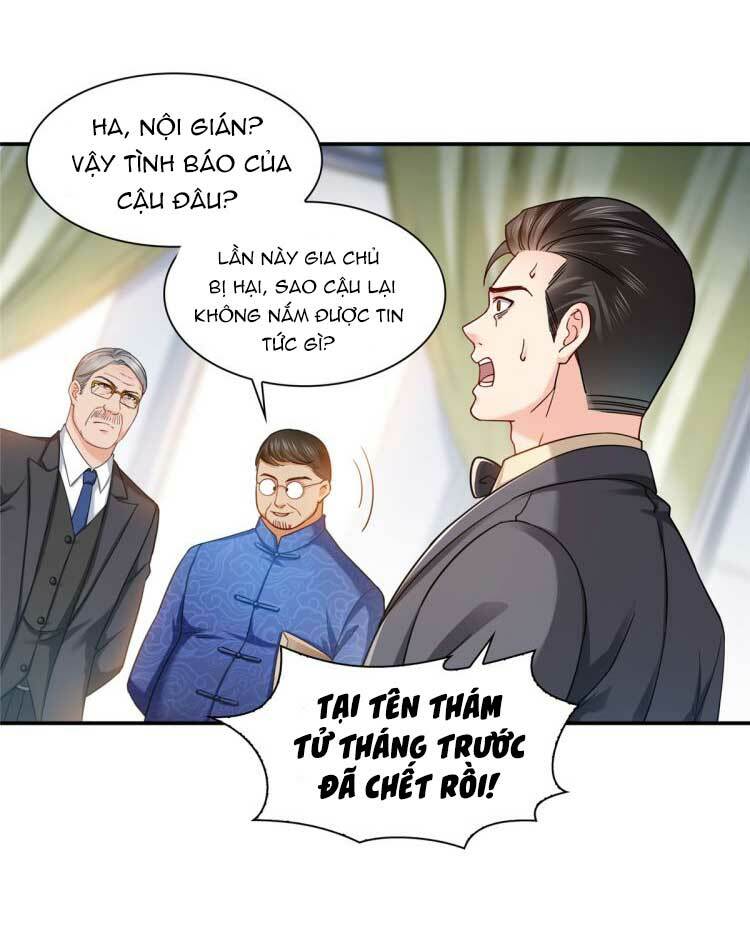 HA, NỘI GIÁN?
VẬY TÌNH BÁO CỦA
CẬU ĐÂU?
LẦN NÀY GIA CHỦ
BỊ HẠI, SAO CẬU LẠI
KHÔNG NẮM ĐƯỢC TIN
TỨC GÌ?
TẠI TÊN THÁM
TỬ THÁNG TRƯỚC
ĐÃ CHẾT RỒI!